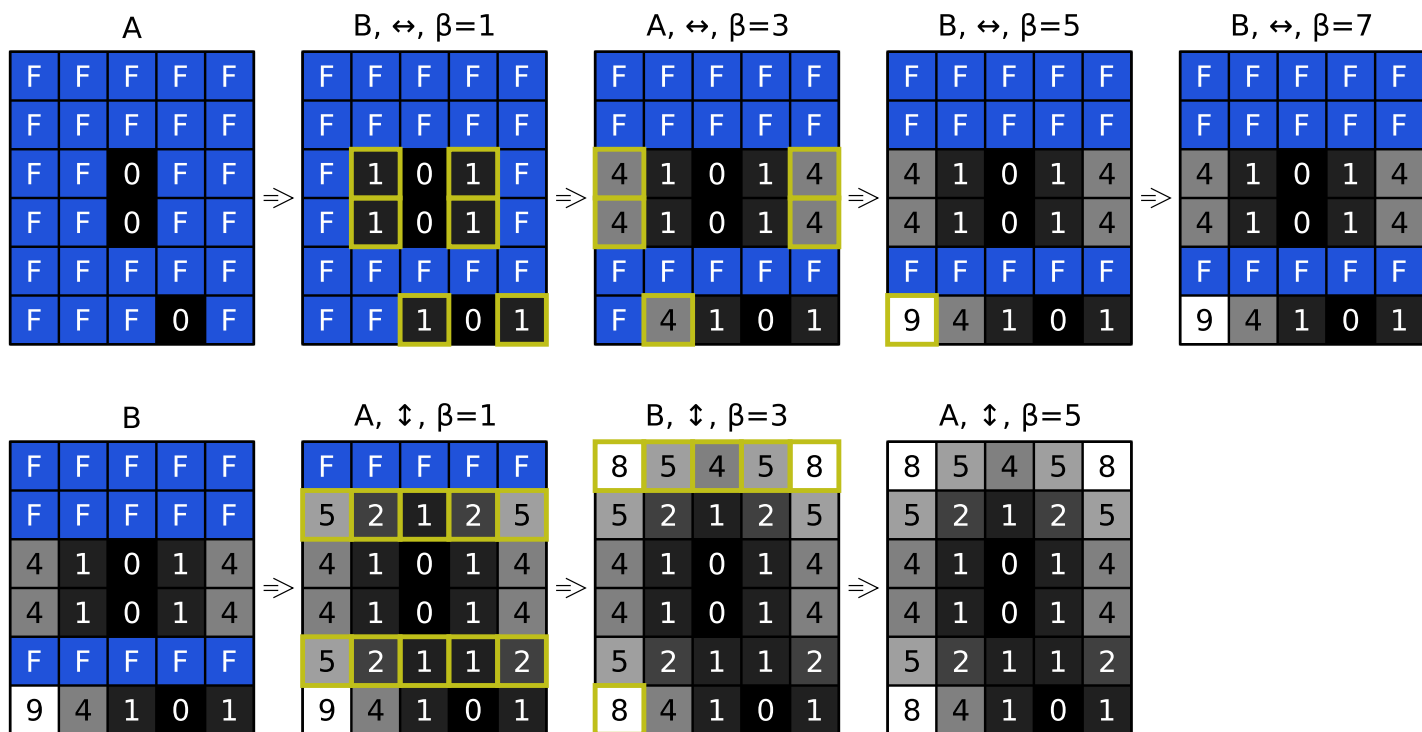 A B, ↔, β=1 A, ↔, β=3 B, ↔, β=5 B, ↔, β=7
F F F F F F F F F F F F F F F F F F F F F F F F F
F F F F F F F F F F F F F F F F F F F F F F F F F
F F 0 F F F 1 0 1 F 4 1 0 1 4 4 1 0 1 4 4 1 0 1 4
F F 0 F F F 1 0 1 F 4 1 0 1 4 4 1 0 1 4 4 1 0 1 4
F F F F F F F F F F F F F F F F F F F F F F F F F
F F F 0 F F F 1 0 1 F 4 1 0 1 9 4 1 0 1 9 4 1 0 1
B A, ↕, β=1 B, ↕, β=3 A, ↕, β=5
F F F F F F F F F F 8 5 4 5 8 8 5 4 5 8
F F F F F 5 2 1 2 5 5 2 1 2 5 5 2 1 2 5
4 1 0 1 4 4 1 0 1 4 4 1 0 1 4 4 1 0 1 4
4 1 0 1 4 4 1 0 1 4 4 1 0 1 4 4 1 0 1 4
F F F F F 5 2 1 1 2 5 2 1 1 2 5 2 1 1 2
9 4 1 0 1 9 4 1 0 1 8 4 1 0 1 8 4 1 0 1